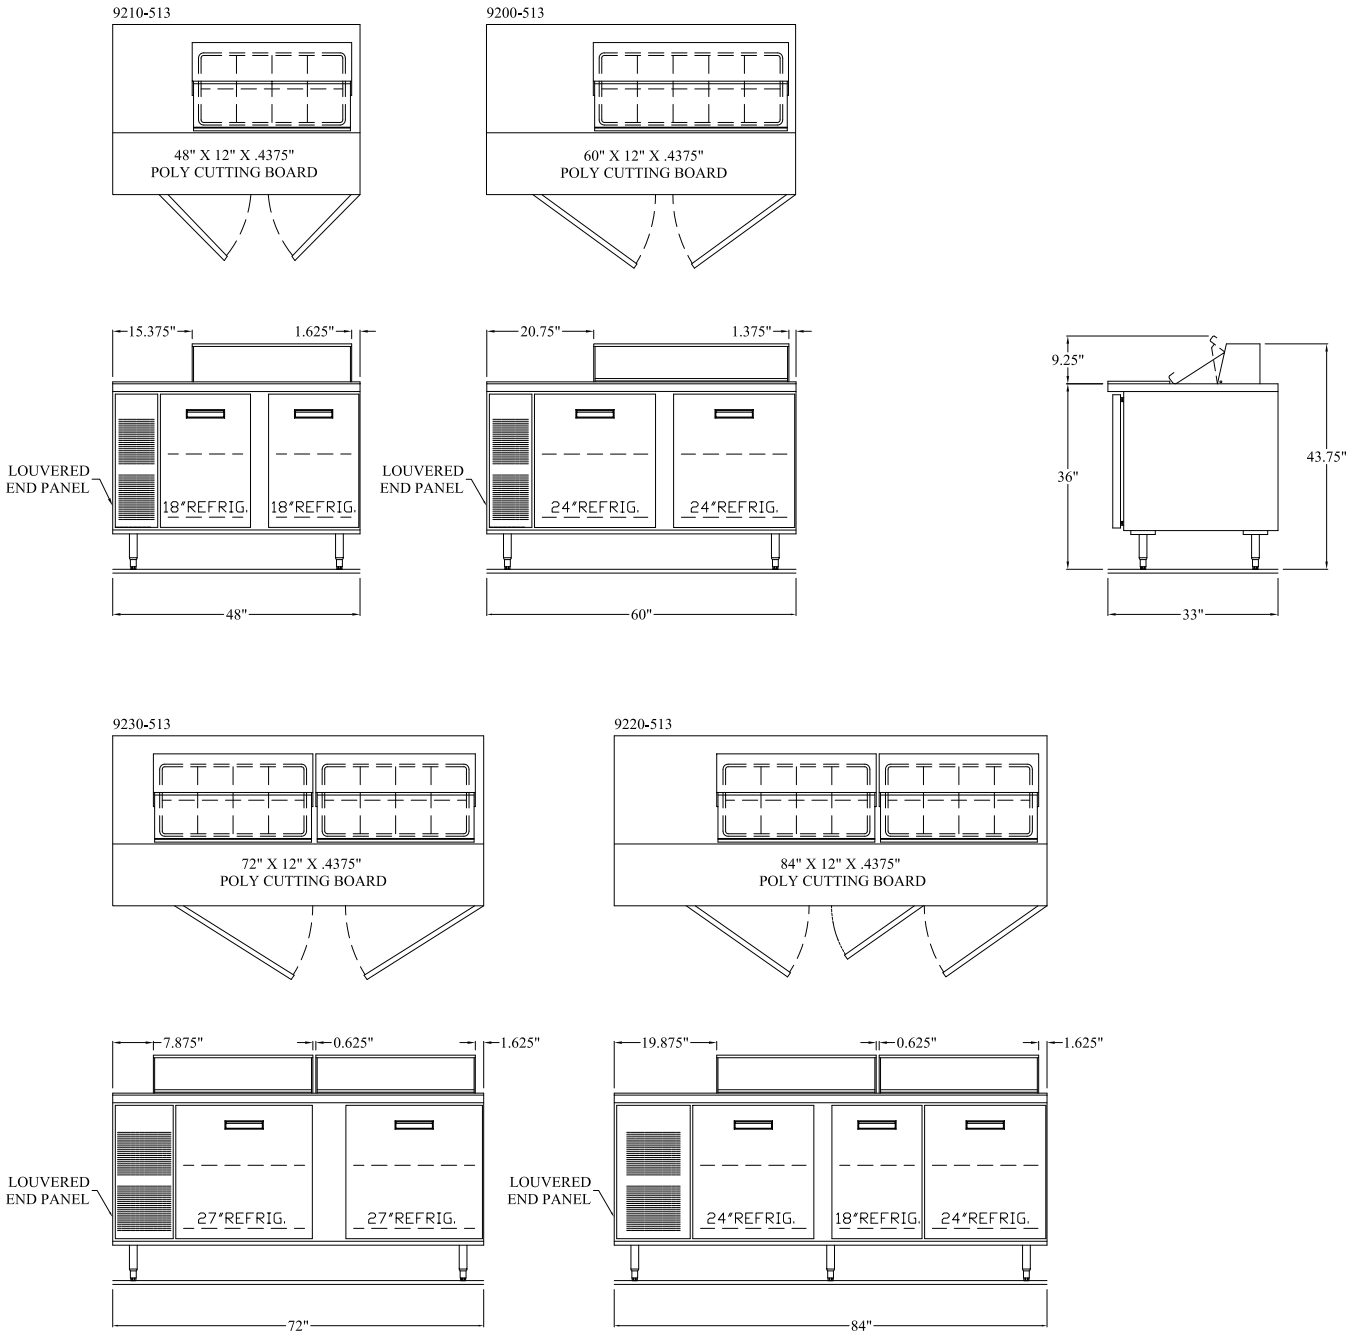 9210-513
48" X 12" X .4375"
POLY CUTTING BOARD
9200-513
60" X 12" X .4375"
POLY CUTTING BOARD
15.375"
1.625"
LOUVERED
END PANEL
18"REFRIG.
18"REFRIG.
48"
20.75"
1.375"
LOUVERED
END PANEL
24"REFRIG.
24"REFRIG.
60"
9.25"
36"
43.75"
33"
9230-513
72" X 12" X .4375"
POLY CUTTING BOARD
9220-513
84" X 12" X .4375"
POLY CUTTING BOARD
7.875"
0.625"
1.625"
LOUVERED
END PANEL
27"REFRIG.
27"REFRIG.
72"
19.875"
0.625"
1.625"
LOUVERED
END PANEL
24"REFRIG.
18"REFRIG.
24"REFRIG.
84"